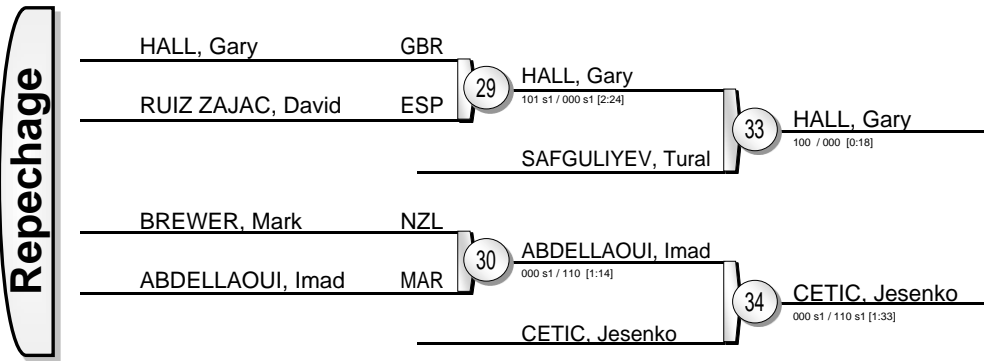 Repechage
HALL, Gary GBR
RUIZ ZAJAC, David ESP
29
HALL, Gary
101 s1 / 000 s1 [2:24]
SAFGULIYEV, Tural
33
HALL, Gary
100 / 000 [0:18]
BREWER, Mark NZL
ABDELLAOUI, Imad MAR
30
ABDELLAOUI, Imad
000 s1 / 110 [1:14]
CETIC, Jesenko
34
CETIC, Jesenko
000 s1 / 110 s1 [1:33]